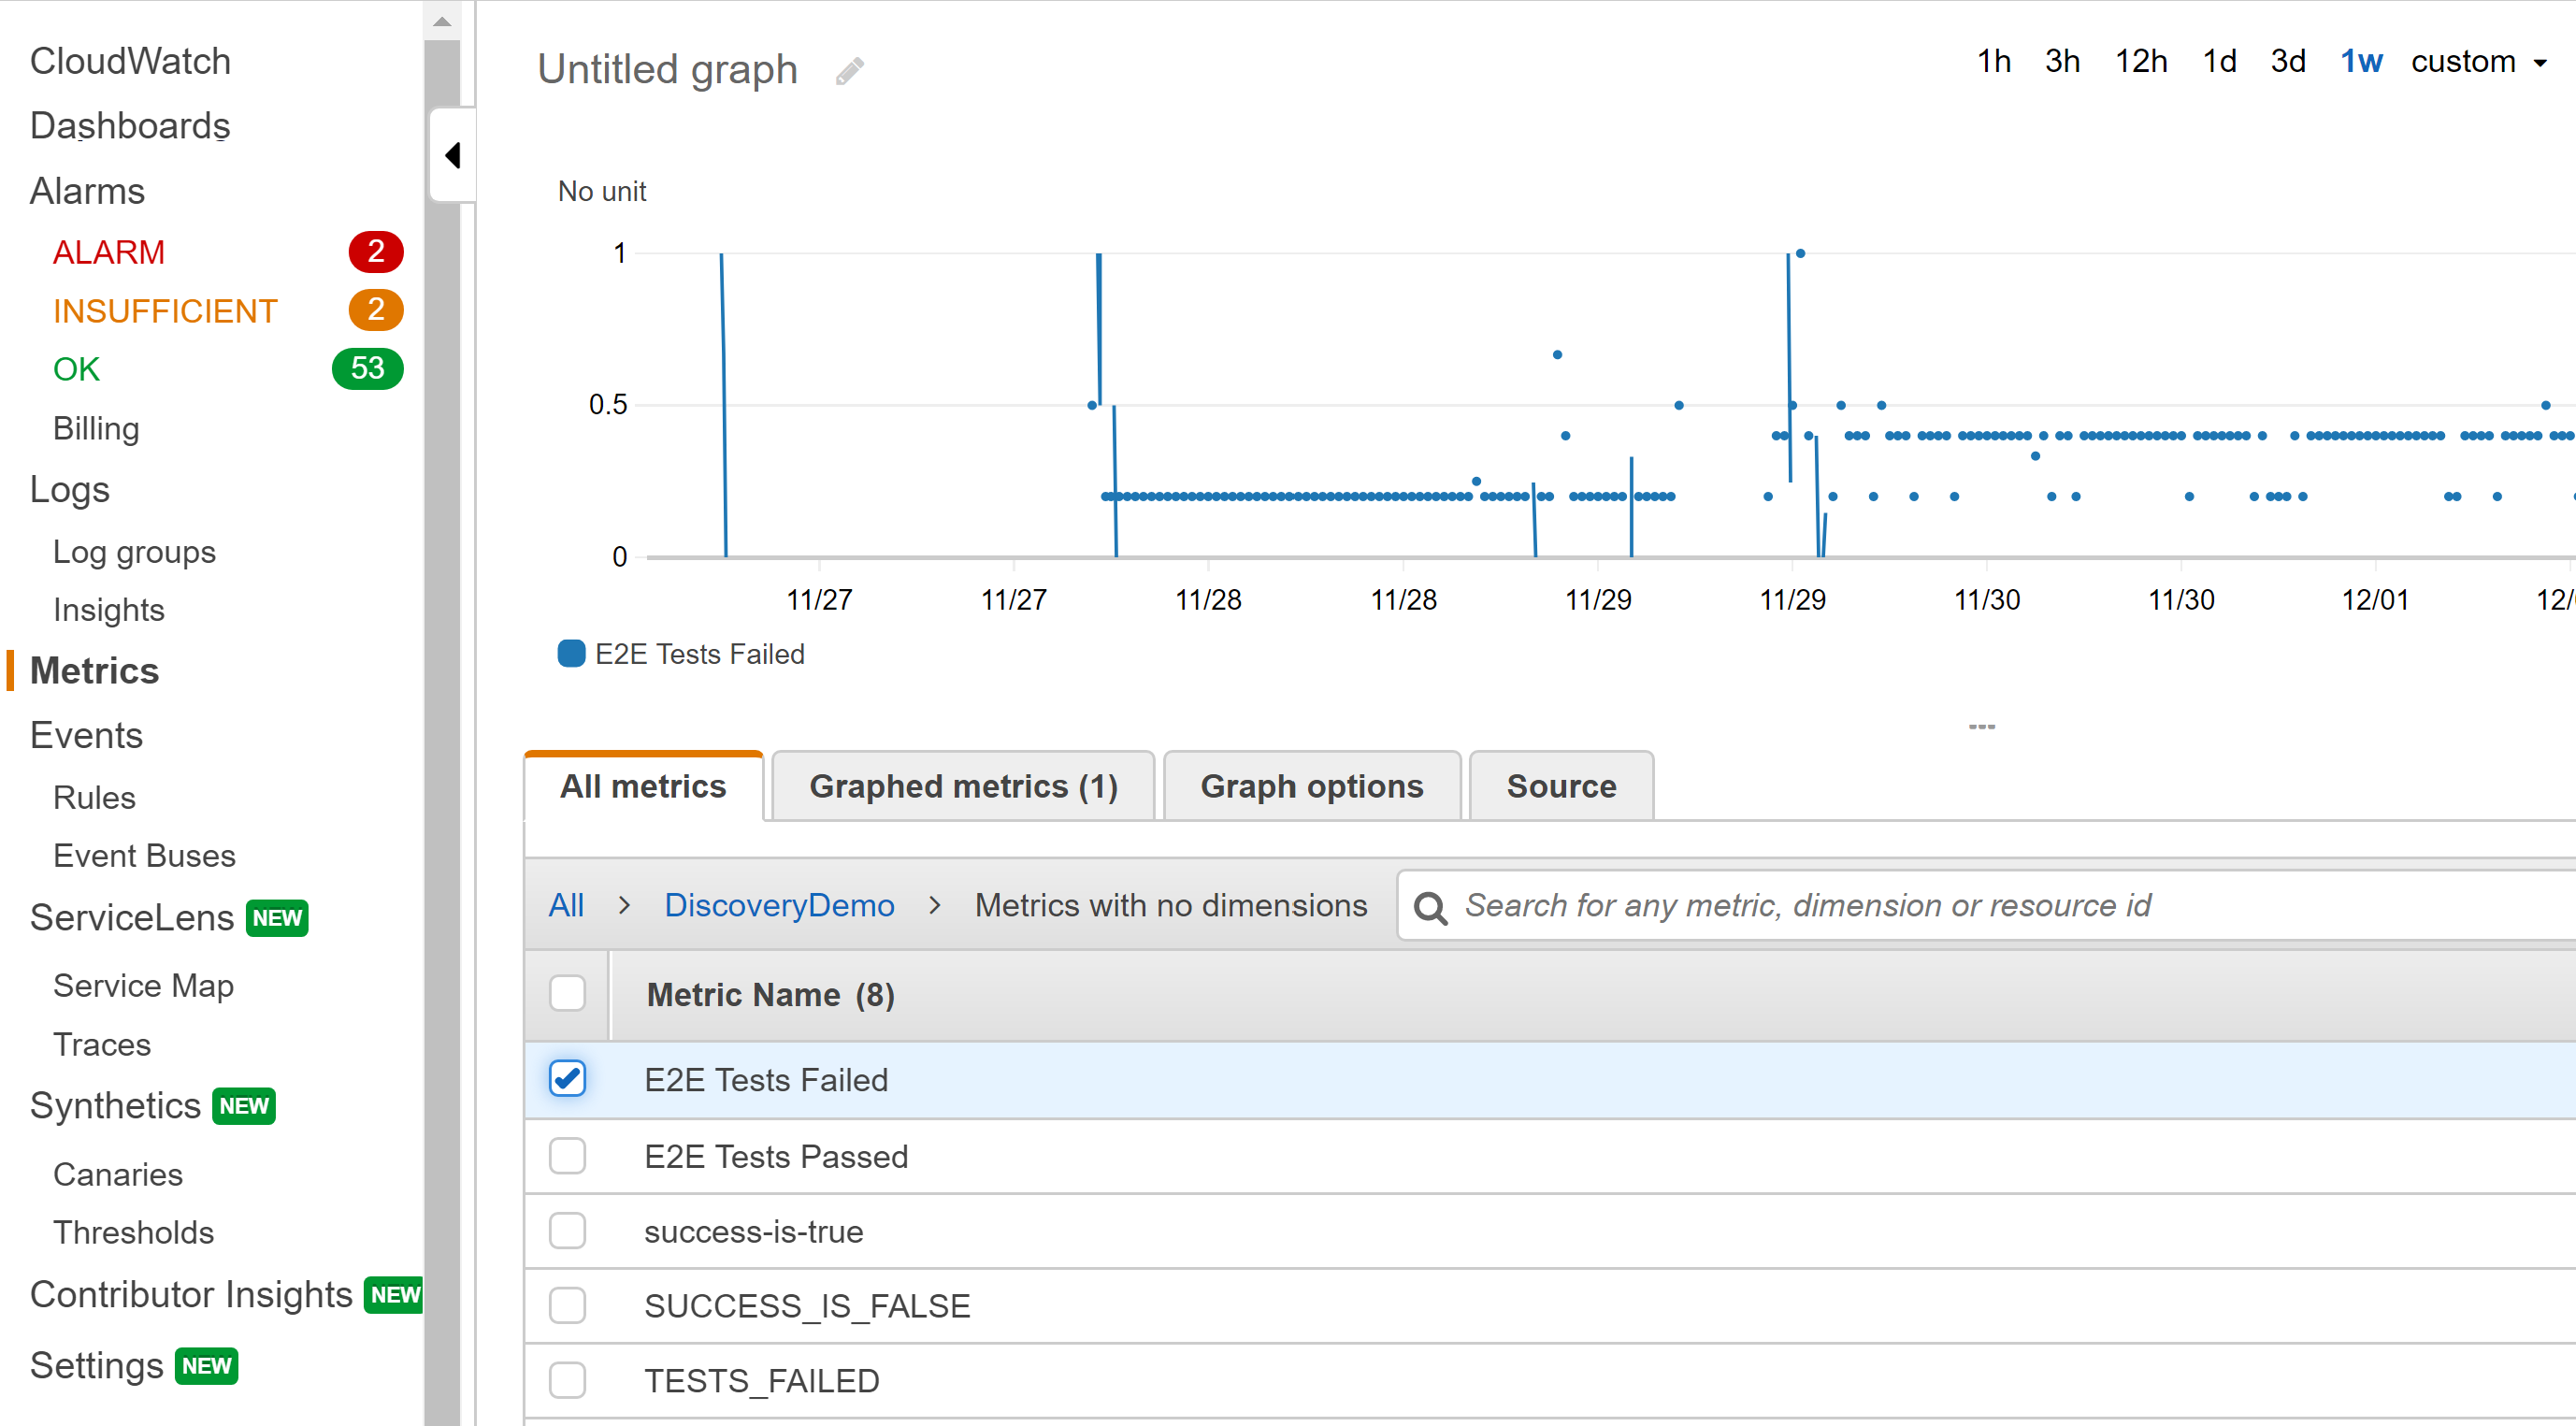 CloudWatch
Dashboards
Alarms
ALARM 2
INSUFFICIENT 2
OK 53
Billing
Logs
Log groups
Insights
Metrics
Events
Rules
Event Buses
ServiceLens NEW
Service Map
Traces
Synthetics NEW
Canaries
Thresholds
Contributor Insights NEW
Settings NEW
Untitled graph
1h 3h 12h 1d 3d 1w custom
No unit
1
0.5
0
11/27 11/27 11/28 11/28 11/29 11/29 11/30 11/30 12/01 12/
E2E Tests Failed
All metrics Graphed metrics (1) Graph options Source
All > DiscoveryDemo > Metrics with no dimensions Search for any metric, dimension or resource id
Metric Name (8)
E2E Tests Failed
E2E Tests Passed
success-is-true
SUCCESS_IS_FALSE
TESTS_FAILED